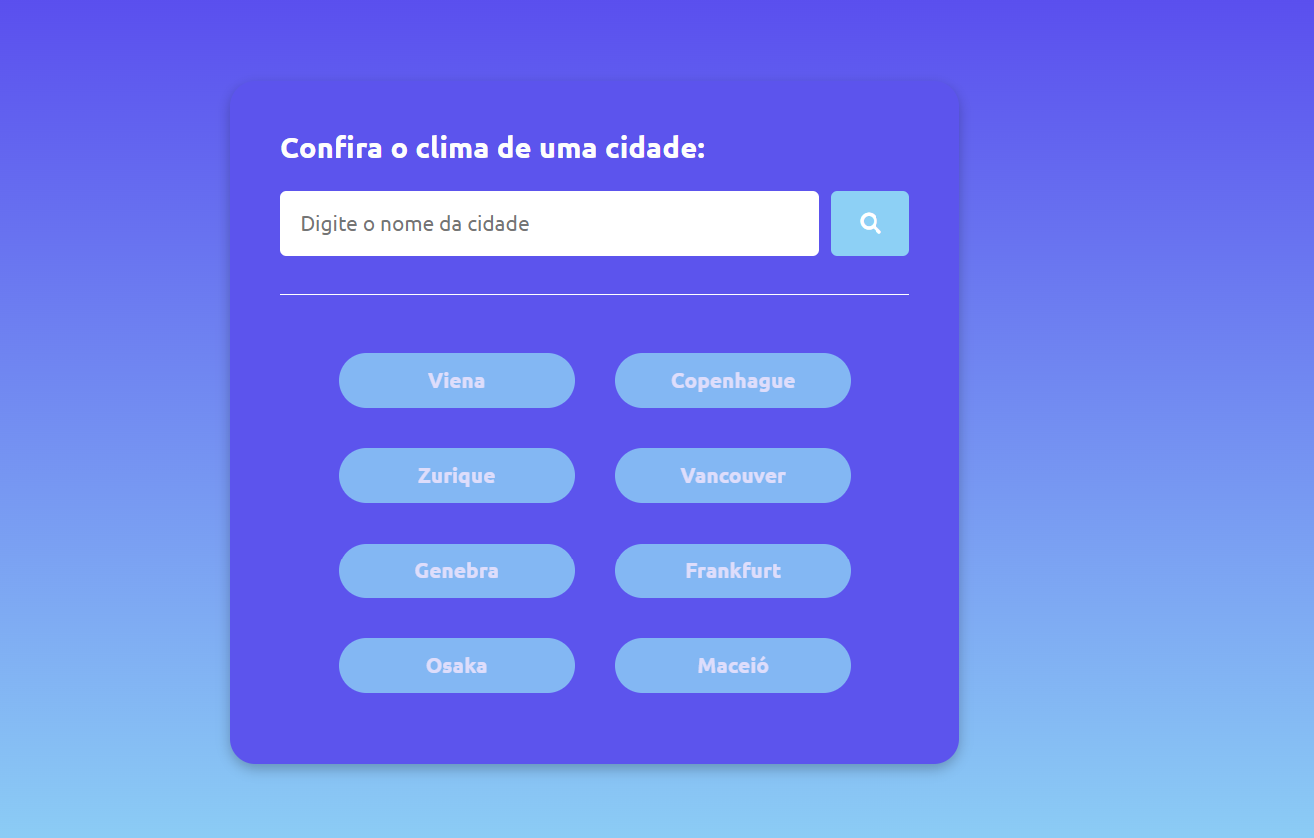 Confira o clima de uma cidade:
Digite o nome da cidade
Viena
Copenhague
Zurique
Vancouver
Genebra
Frankfurt
Osaka
Maceió